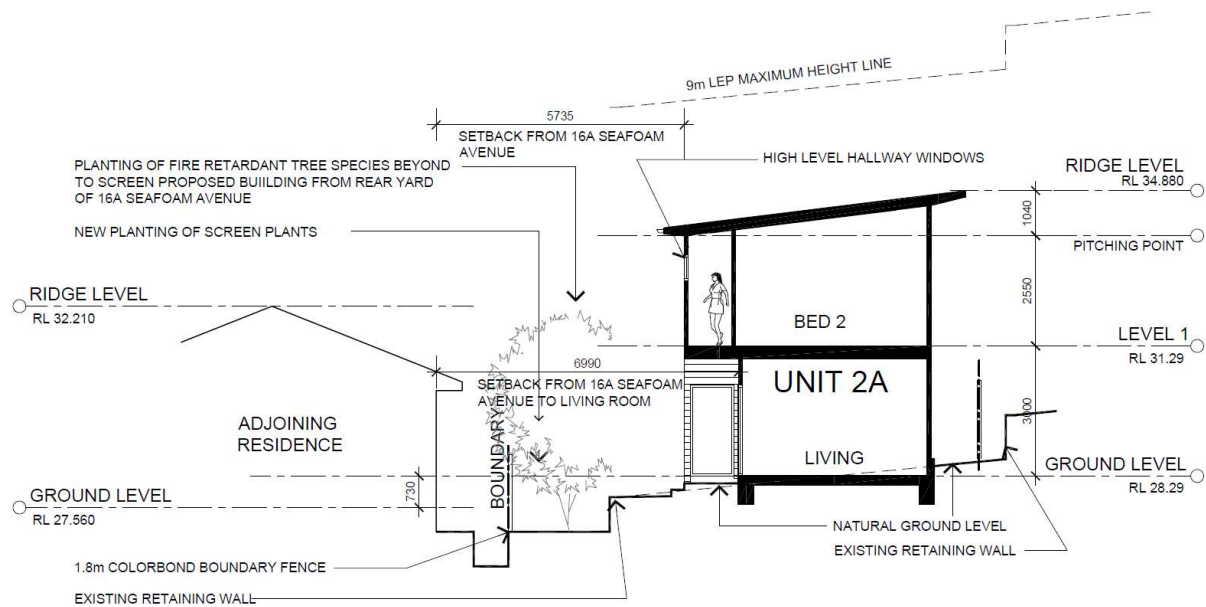 9m LEP MAXIMUM HEIGHT LINE
5735
SETBACK FROM 16A SEAFOAM
AVENUE
PLANTING OF FIRE RETARDANT TREE SPECIES BEYOND
TO SCREEN PROPOSED BUILDING FROM REAR YARD
OF 16A SEAFOAM AVENUE
HIGH LEVEL HALLWAY WINDOWS
RIDGE LEVEL
RL 34.880
1040
NEW PLANTING OF SCREEN PLANTS
PITCHING POINT
RIDGE LEVEL
RL 32.210
2550
BED 2
LEVEL 1
RL 31.29
6990
SETBACK FROM 16A SEAFOAM
AVENUE TO LIVING ROOM
UNIT 2A
3000
ADJOINING
RESIDENCE
BOUNDARY
LIVING
GROUND LEVEL
RL 28.29
730
GROUND LEVEL
RL 27.560
NATURAL GROUND LEVEL
EXISTING RETAINING WALL
1.8m COLORBOND BOUNDARY FENCE
EXISTING RETAINING WALL